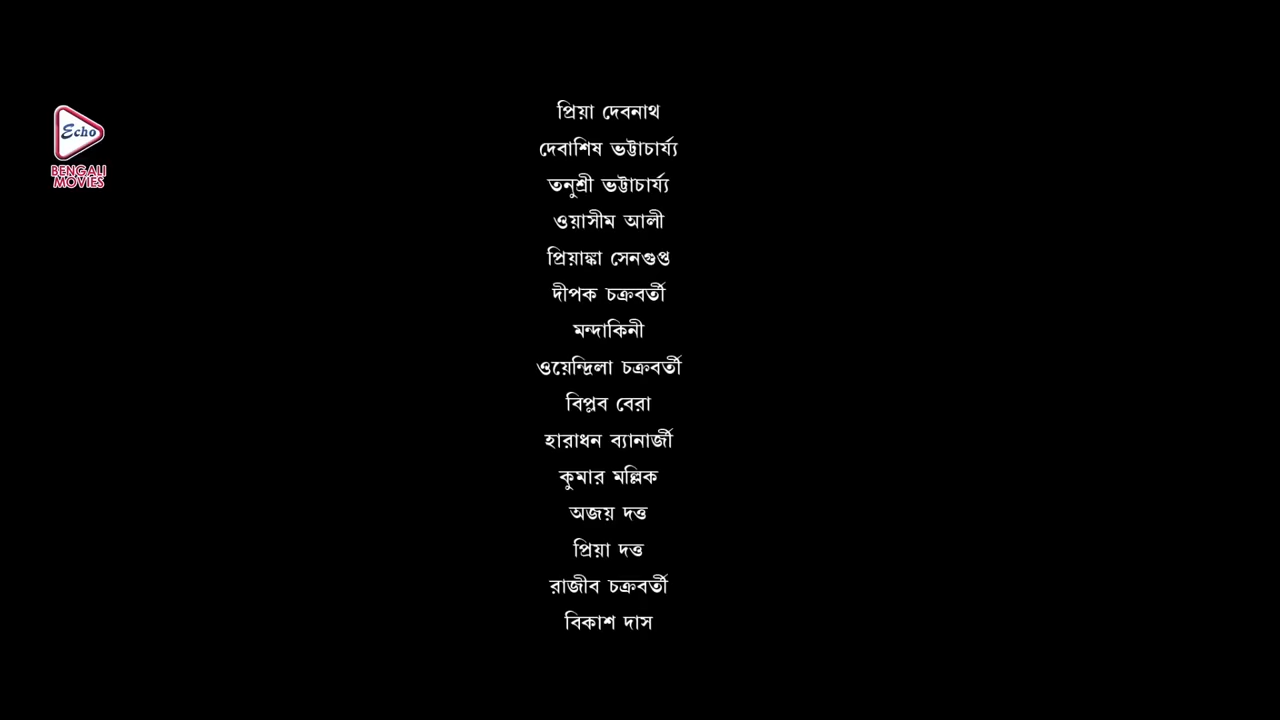 Echo
BENGALI
MOVIES
প্রিয়া দেবনাথ
দেবাশিষ ভট্টাচার্য্য
তনুশ্রী ভট্টাচার্য্য
ওয়াসীম আলী
প্রিয়াঙ্কা সেনগুপ্ত
দীপক চক্রবর্তী
মন্দাকিনী
ওয়েন্দ্রিলা চক্রবর্তী
বিপ্লব বেরা
হারাধন ব্যানার্জী
কুমার মল্লিক
অজয় দত্ত
প্রিয়া দত্ত
রাজীব চক্রবর্তী
বিকাশ দাস